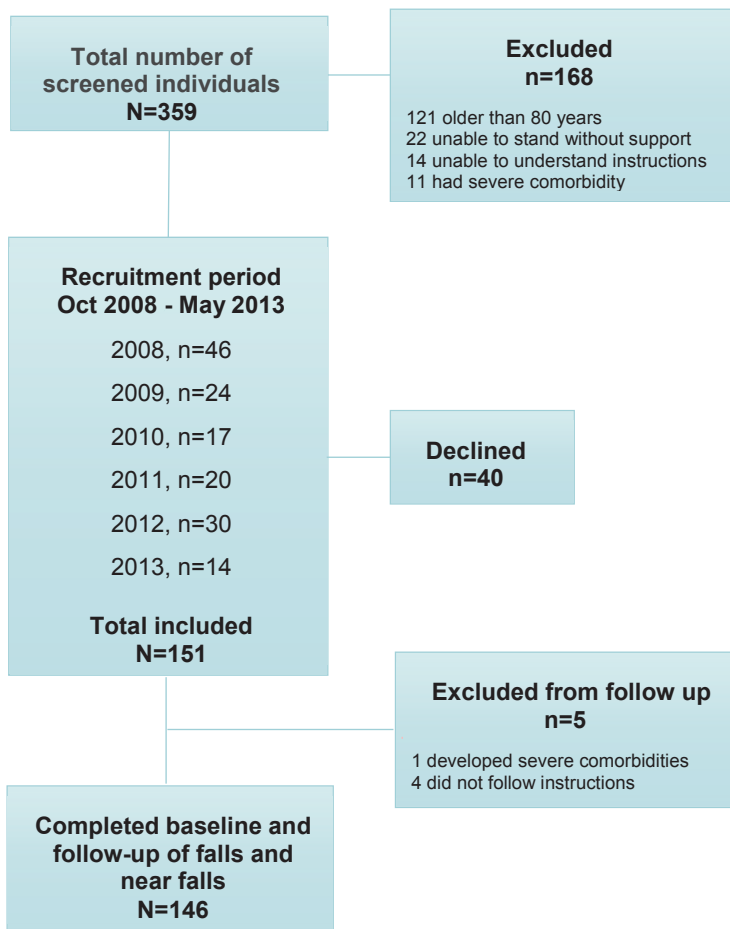 Total number of
screened individuals
N=359
Excluded
n=168
121 older than 80 years
22 unable to stand without support
14 unable to understand instructions
11 had severe comorbidity
Recruitment period
Oct 2008 - May 2013
2008, n=46
2009, n=24
2010, n=17
2011, n=20
2012, n=30
2013, n=14
Total included
N=151
Declined
n=40
Excluded from follow up
n=5
1 developed severe comorbidities
4 did not follow instructions
Completed baseline and
follow-up of falls and
near falls
N=146